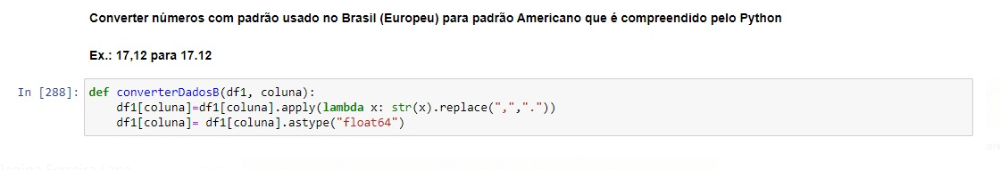 Converter números com padrão usado no Brasil (Europeu) para padrão Americano que é compreendido pelo Python
Ex.: 17,12 para 17.12
In [288]: def converterDadosB(df1, coluna):
df1[coluna]=df1[coluna].apply(lambda x: str(x).replace(",","."))
df1[coluna]= df1[coluna].astype("float64")